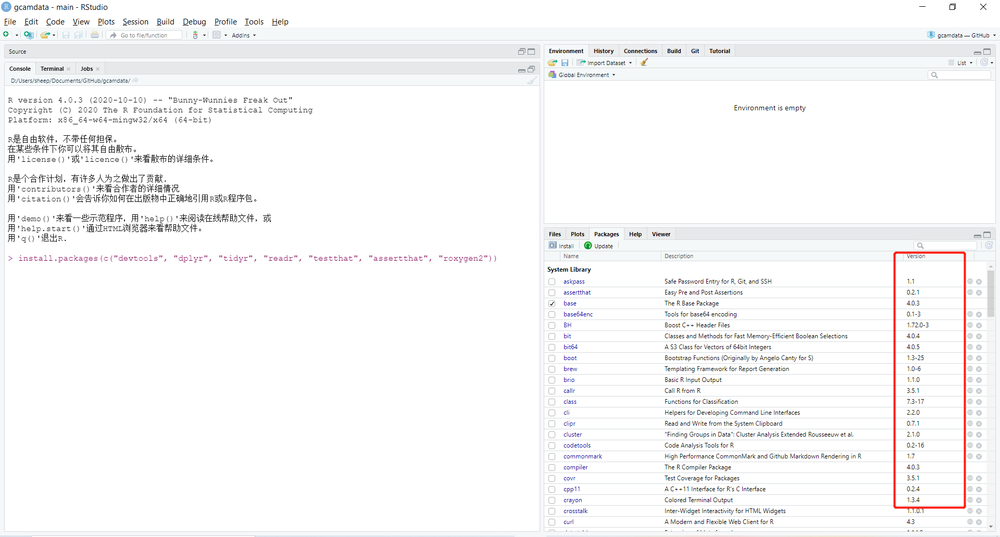 gcamdata - main - RStudio
File Edit Code View Plots Session Build Debug Profile Tools Help
Go to file/function Addins gcamdata — GitHub
Source
Console Terminal Jobs
D:/Users/sheep/Documents/GitHub/gcamdata/
R version 4.0.3 (2020-10-10) -- "Bunny-Wunnies Freak Out"
Copyright (C) 2020 The R Foundation for Statistical Computing
Platform: x86_64-w64-mingw32/x64 (64-bit)
R是自由软件，不带任何担保。
在某些条件下你可以将其自由散布。
用'license()'或'licence()'来看散布的详细条件。
R是个合作计划，有许多人为之做出了贡献.
用'contributors()'来看合作者的详细情况
用'citation()'会告诉你如何在出版物中正确地引用R或R程序包。
用'demo()'来看一些示范程序，用'help()'来阅读在线帮助文件，或
用'help.start()'通过HTML浏览器来看帮助文件。
用'q()'退出R.
> install.packages(c("devtools", "dplyr", "tidyr", "readr", "testthat", "assertthat", "roxygen2"))
Environment History Connections Build Git Tutorial
Import Dataset List
Global Environment
Environment is empty
Files Plots Packages Help Viewer
Install Update
Name Description Version
System Library
askpass Safe Password Entry for R, Git, and SSH 1.1
assertthat Easy Pre and Post Assertions 0.2.1
base The R Base Package 4.0.3
base64enc Tools for base64 encoding 0.1-3
BH Boost C++ Header Files 1.72.0-3
bit Classes and Methods for Fast Memory-Efficient Boolean Selections 4.0.4
bit64 A S3 Class for Vectors of 64bit Integers 4.0.5
boot Bootstrap Functions (Originally by Angelo Canty for S) 1.3-25
brew Templating Framework for Report Generation 1.0-6
brio Basic R Input Output 1.1.0
callr Call R from R 3.5.1
class Functions for Classification 7.3-17
cli Helpers for Developing Command Line Interfaces 2.2.0
clipr Read and Write from the System Clipboard 0.7.1
cluster "Finding Groups in Data": Cluster Analysis Extended Rousseeuw et al. 2.1.0
codetools Code Analysis Tools for R 0.2-16
commonmark High Performance CommonMark and Github Markdown Rendering in R 1.7
compiler The R Compiler Package 4.0.3
covr Test Coverage for Packages 3.5.1
cpp11 A C++11 Interface for R's C Interface 0.2.4
crayon Colored Terminal Output 1.3.4
crosstalk Inter-Widget Interactivity for HTML Widgets 1.1.0.1
curl A Modern and Flexible Web Client for R 4.3